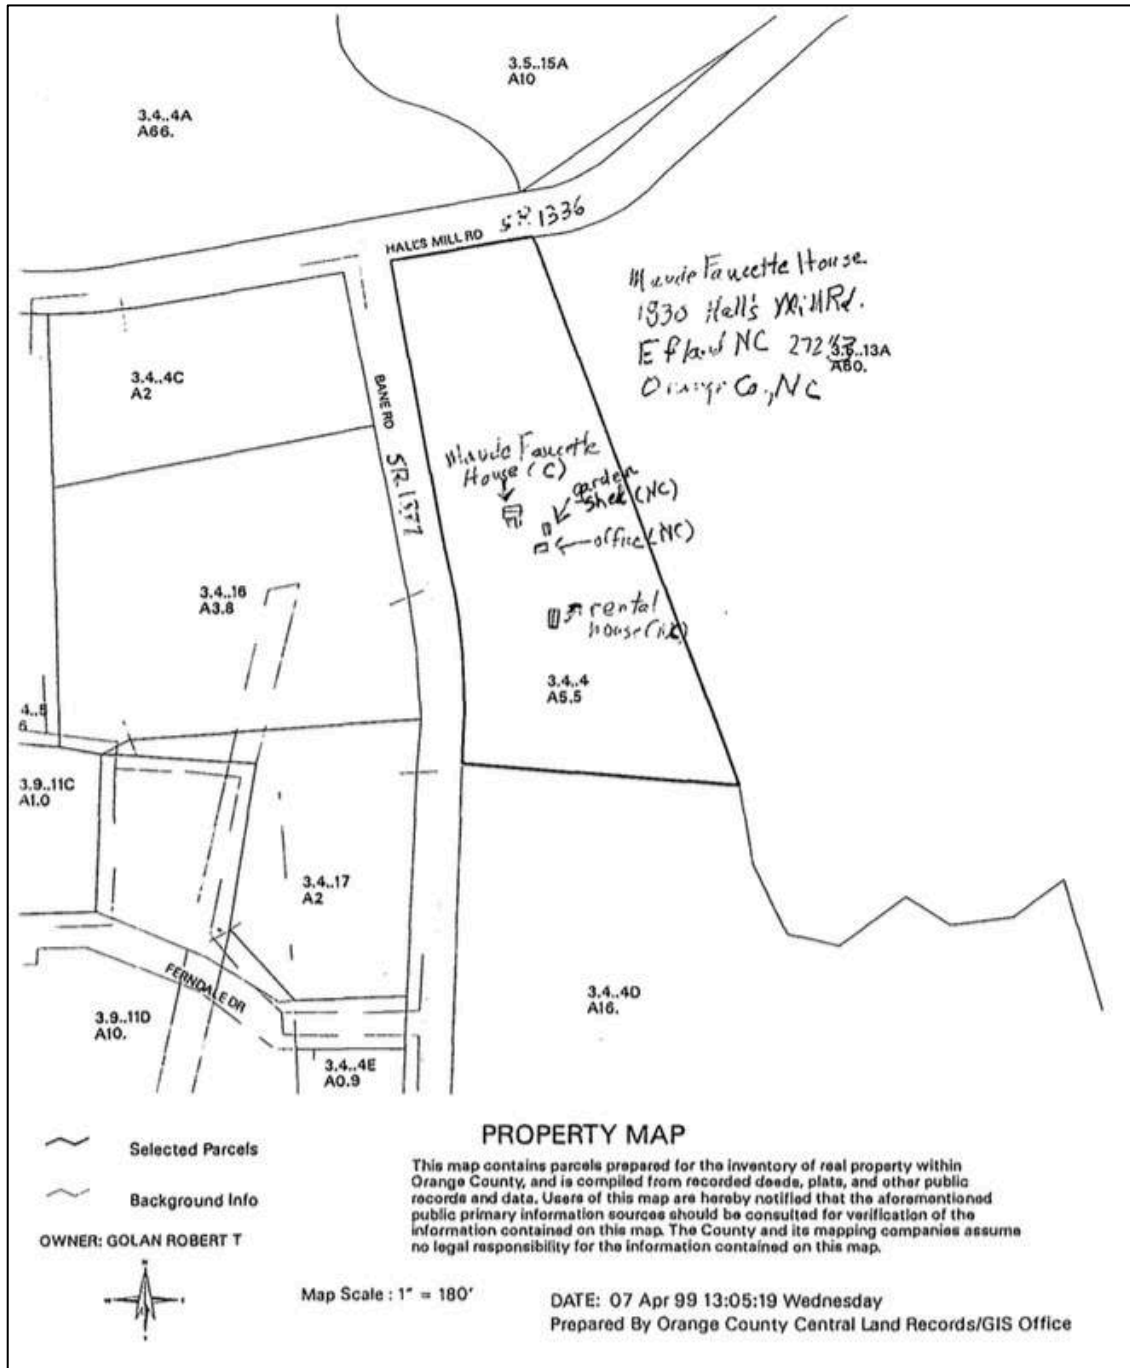 3.5..15A
A10
3.4..4A
A66.
HALL'S MILL RD
S.R. 1336
Maude Faucette House
1830 Hall's Mill Rd.
Efland NC 27243
Orange Co., NC
3.6..13A
A60.
3.4..4C
A2
BANE RD
Maude Faucette
House (C)
garden
shed (NC)
office (NC)
rental
house (NC)
3.4..16
A3.8
3.4..4
A5.5
4..5
6
3.9..11C
A1.0
3.4..17
A2
FERNDALE DR
3.9..11D
A10.
3.4..4D
A16.
3.4..4E
A0.9
Selected Parcels
Background Info
OWNER: GOLAN ROBERT T
N
W
E
Map Scale : 1" = 180'
PROPERTY MAP
This map contains parcels prepared for the inventory of real property within
Orange County, and is compiled from recorded deeds, plats, and other public
records and data. Users of this map are hereby notified that the aforementioned
public primary information sources should be consulted for verification of the
information contained on this map. The County and its mapping companies assume
no legal responsibility for the information contained on this map.
DATE: 07 Apr 99 13:05:19 Wednesday
Prepared By Orange County Central Land Records/GIS Office